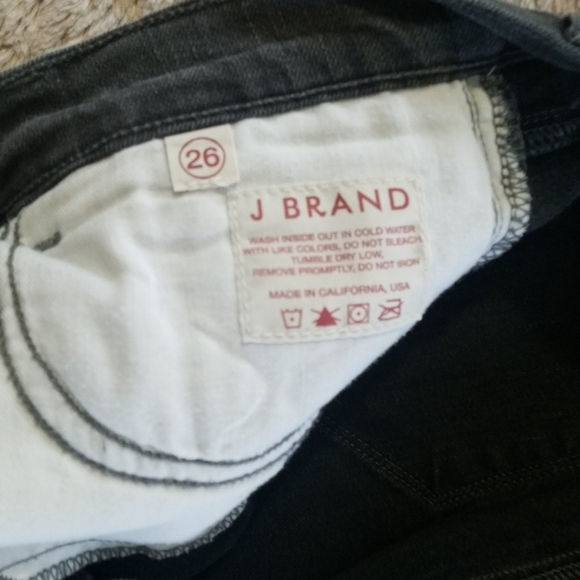 26
J BRAND
WASH INSIDE OUT IN COLD WATER
WITH LIKE COLORS, DO NOT BLEACH
TUMBLE DRY LOW,
REMOVE PROMPTLY, DO NOT IRON
MADE IN CALIFORNIA, USA